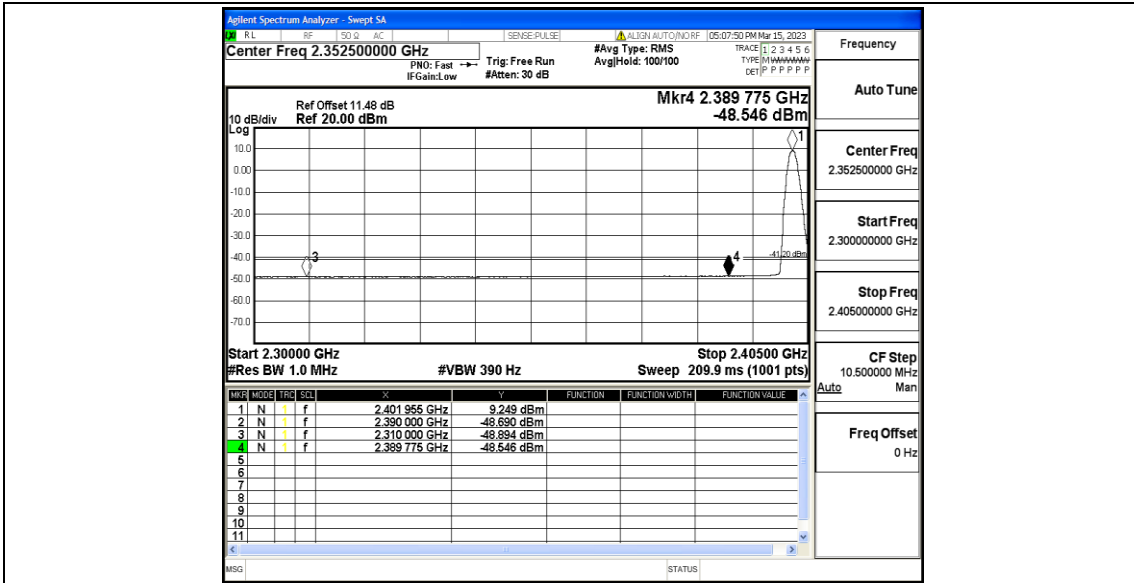 Agilent Spectrum Analyzer - Swept SA
RL RF 50 Ω AC SENSE:PULSE ALIGN AUTO/NO RF 05:07:50 PM Mar 15, 2023
Center Freq 2.352500000 GHz
PNO: Fast
IFGain:Low
Trig: Free Run
#Atten: 30 dB
#Avg Type: RMS
Avg|Hold: 100/100
TRACE 1 2 3 4 5 6
TYPE M
DET P P P P P P
Ref Offset 11.48 dB
10 dB/div Ref 20.00 dBm
Log
Mkr4 2.389 775 GHz
-48.546 dBm
10.0
0.00
-10.0
-20.0
-30.0
-40.0
-50.0
-60.0
-70.0
1
3
4
-41.20 dBm
Start 2.30000 GHz Stop 2.40500 GHz
#Res BW 1.0 MHz #VBW 390 Hz Sweep 209.9 ms (1001 pts)
MKR MODE TRC SCL X Y FUNCTION FUNCTION WIDTH FUNCTION VALUE
1 N 1 f 2.401 955 GHz 9.249 dBm
2 N 1 f 2.390 000 GHz -48.690 dBm
3 N 1 f 2.310 000 GHz -48.894 dBm
4 N 1 f 2.389 775 GHz -48.546 dBm
5
6
7
8
9
10
11
MSG STATUS
Frequency
Auto Tune
Center Freq
2.352500000 GHz
Start Freq
2.300000000 GHz
Stop Freq
2.405000000 GHz
CF Step
10.500000 MHz
Auto Man
Freq Offset
0 Hz